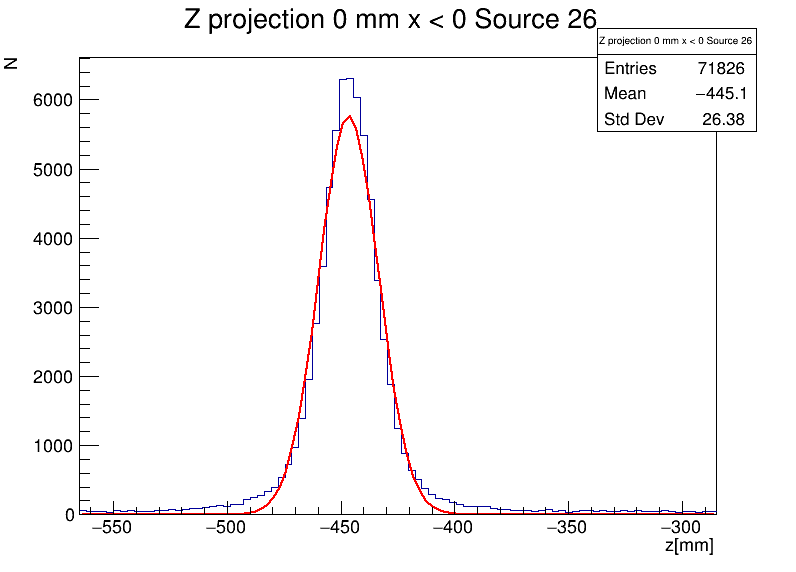 Z projection 0 mm x < 0 Source 26
Z projection 0 mm x < 0 Source 26
Entries 71826
Mean −445.1
Std Dev 26.38
N
6000
5000
4000
3000
2000
1000
0
−550 −500 −450 −400 −350 −300
z[mm]